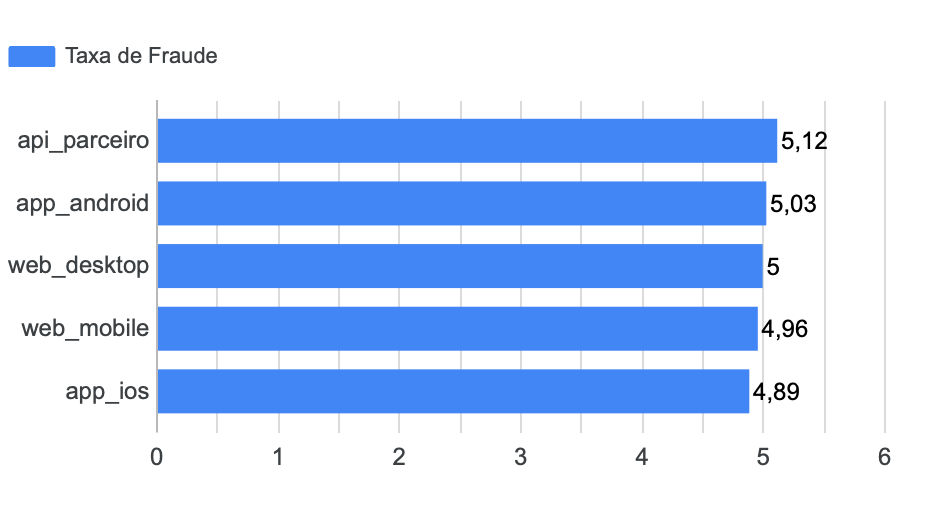 Taxa de Fraude
api_parceiro 5,12
app_android 5,03
web_desktop 5
web_mobile 4,96
app_ios 4,89
0 1 2 3 4 5 6